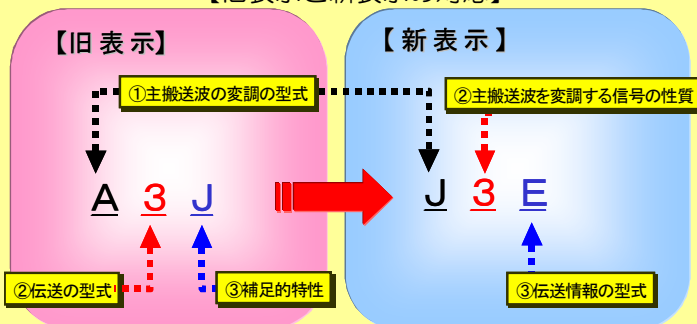 【旧表示】
【新表示】
①主搬送波の変調の型式
②主搬送波を変調する信号の性質
A 3 J
J 3 E
②伝送の型式
③補足的特性
③伝送情報の型式